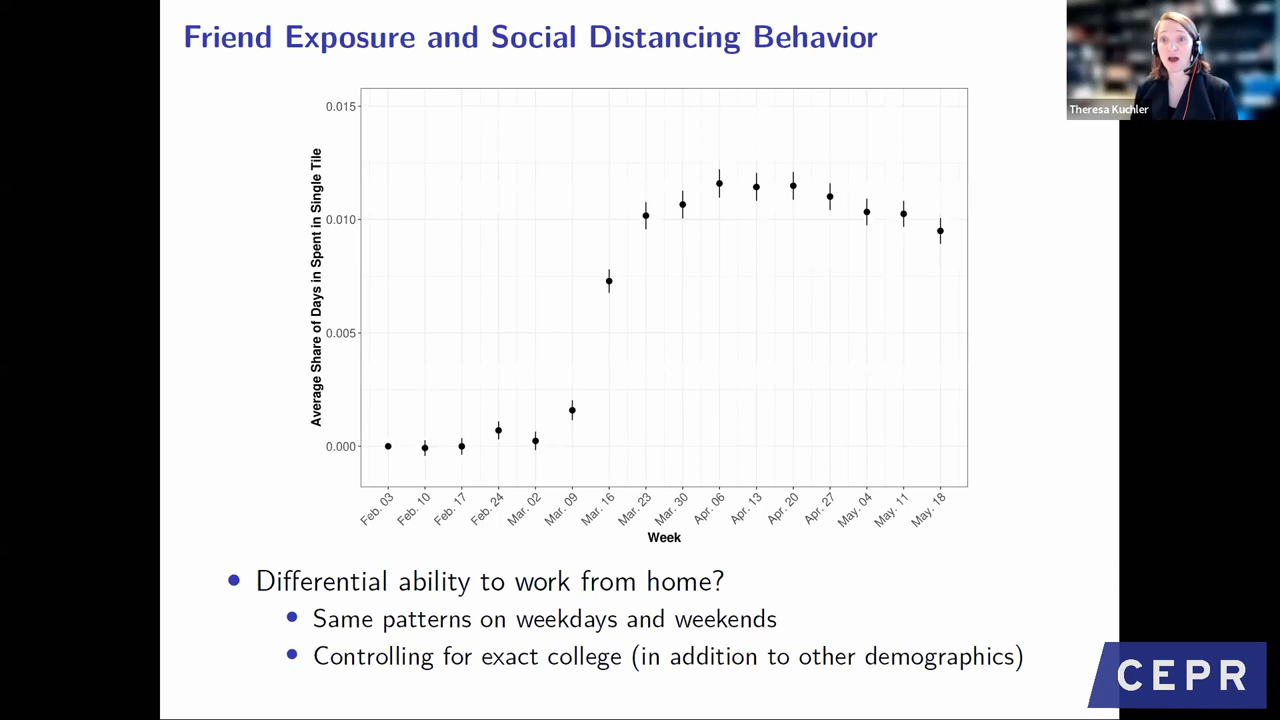 Friend Exposure and Social Distancing Behavior
Theresa Kuchler
Average Share of Days in Spent in Single Tile
0.015
0.010
0.005
0.000
Feb. 03
Feb. 10
Feb. 17
Feb. 24
Mar. 02
Mar. 09
Mar. 16
Mar. 23
Mar. 30
Apr. 06
Apr. 13
Apr. 20
Apr. 27
May. 04
May. 11
May. 18
Week
• Differential ability to work from home?
• Same patterns on weekdays and weekends
• Controlling for exact college (in addition to other demographics)
CEPR